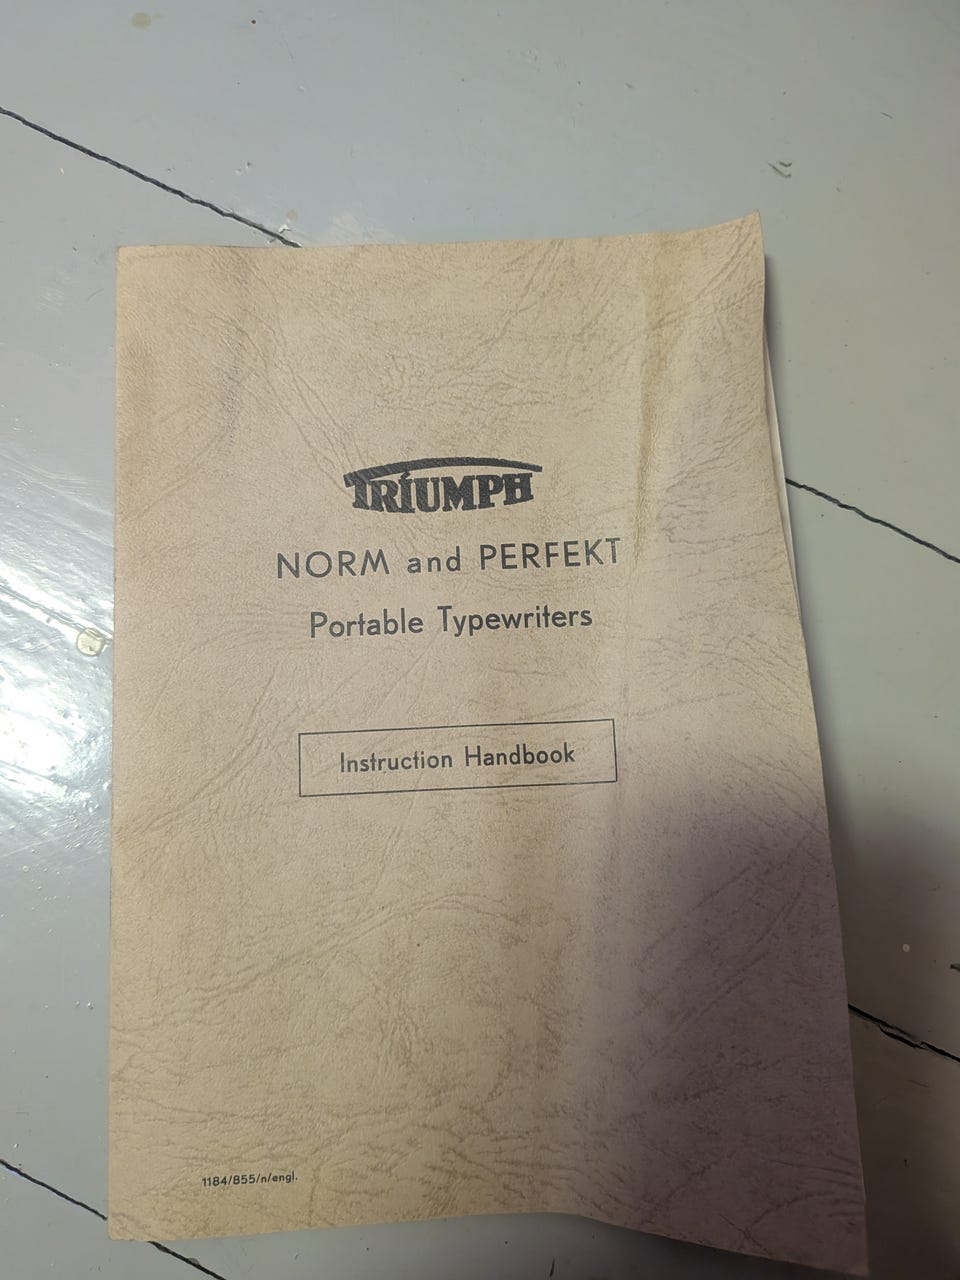 TRIUMPH
NORM and PERFEKT
Portable Typewriters
Instruction Handbook
1184/855/n/engl.